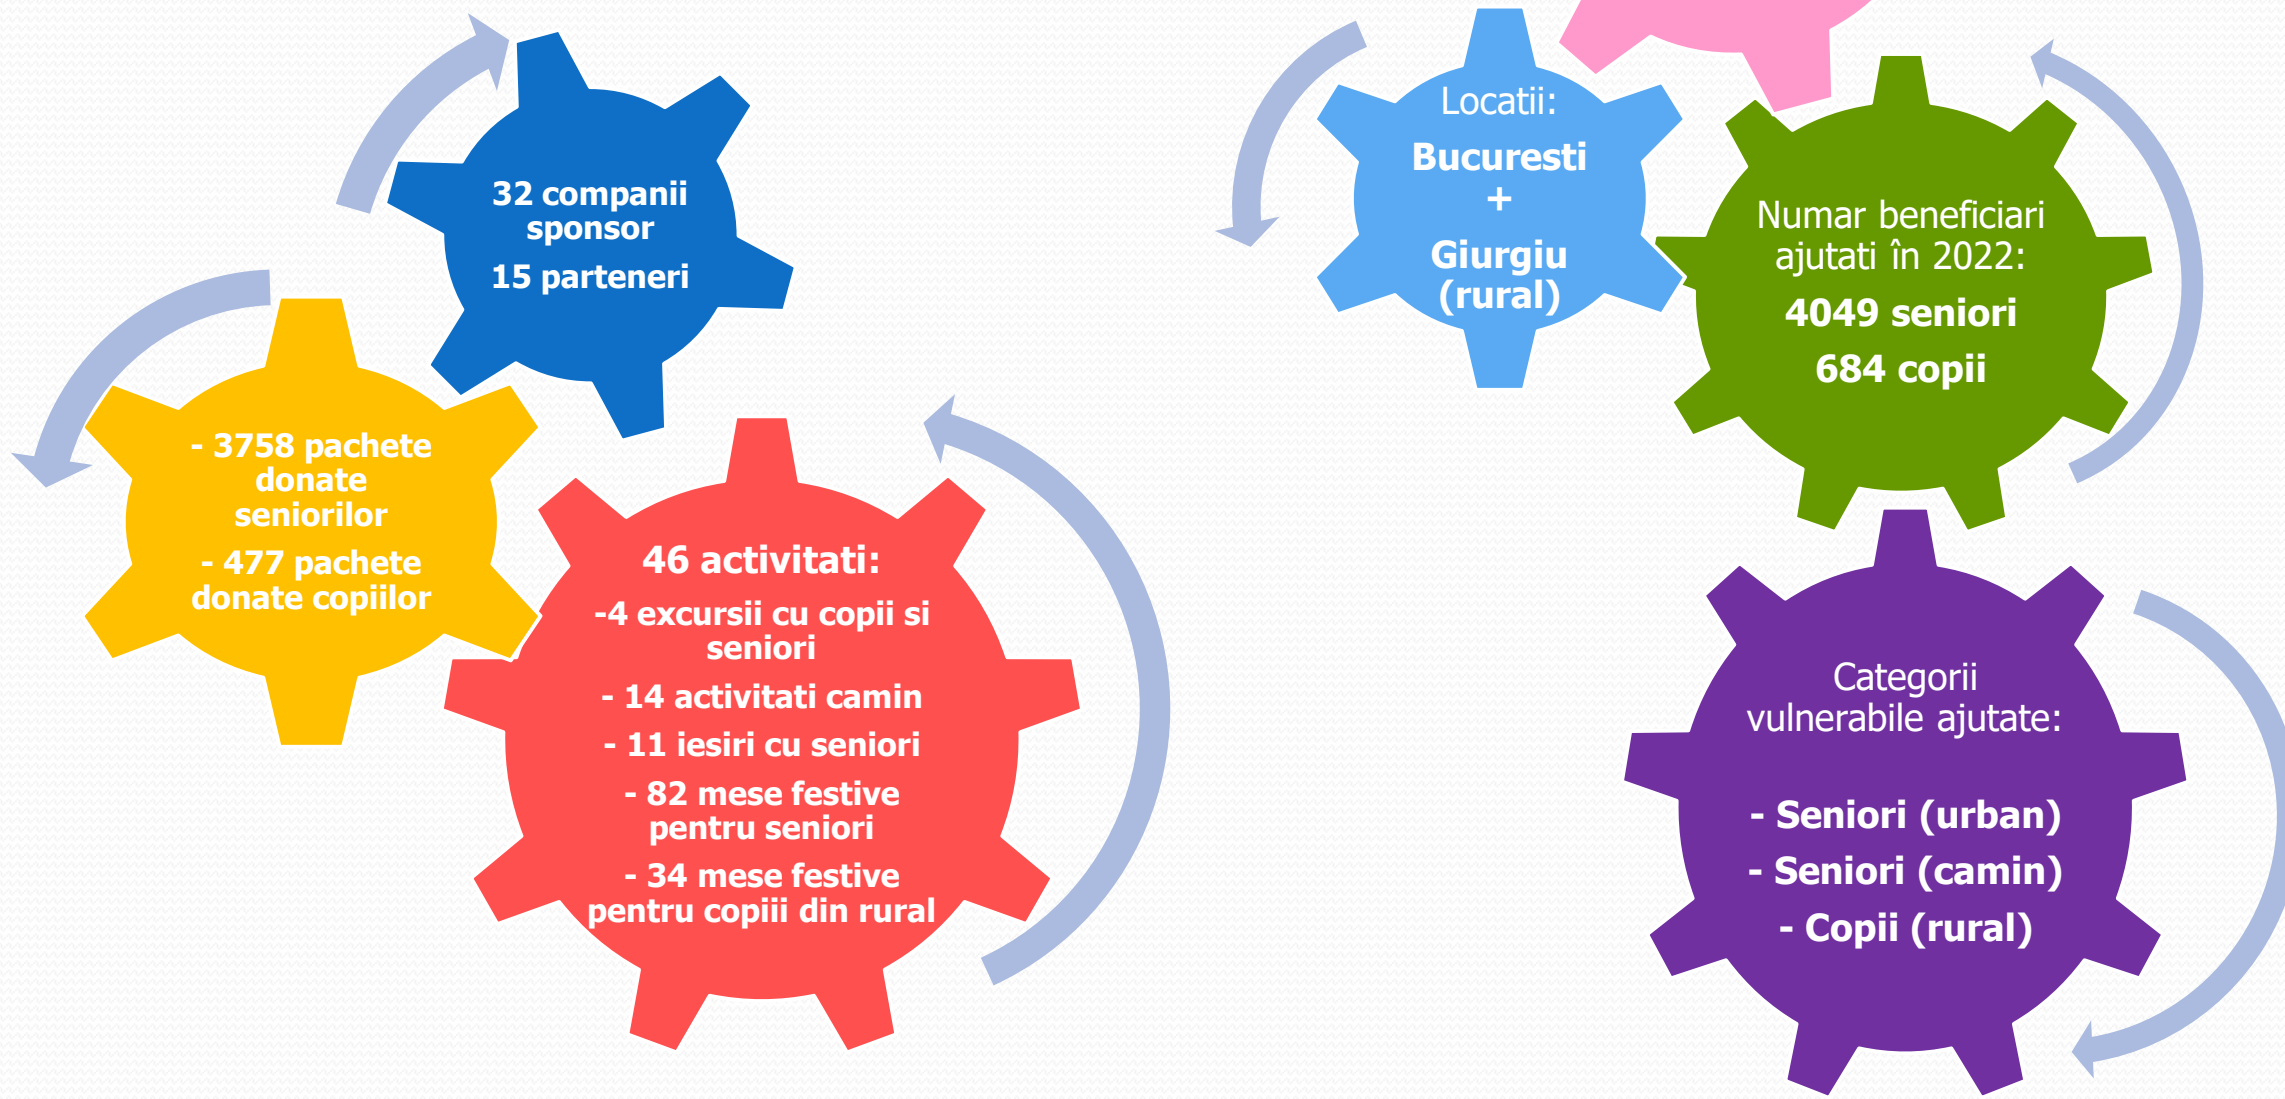 32 companii
sponsor
15 parteneri
- 3758 pachete
donate
seniorilor
- 477 pachete
donate copiilor
46 activitati:
-4 excursii cu copii si
seniori
- 14 activitati camin
- 11 iesiri cu seniori
- 82 mese festive
pentru seniori
- 34 mese festive
pentru copiii din rural
Locatii:
Bucuresti
+
Giurgiu
(rural)
Numar beneficiari
ajutati în 2022:
4049 seniori
684 copii
Categorii
vulnerabile ajutate:
- Seniori (urban)
- Seniori (camin)
- Copii (rural)